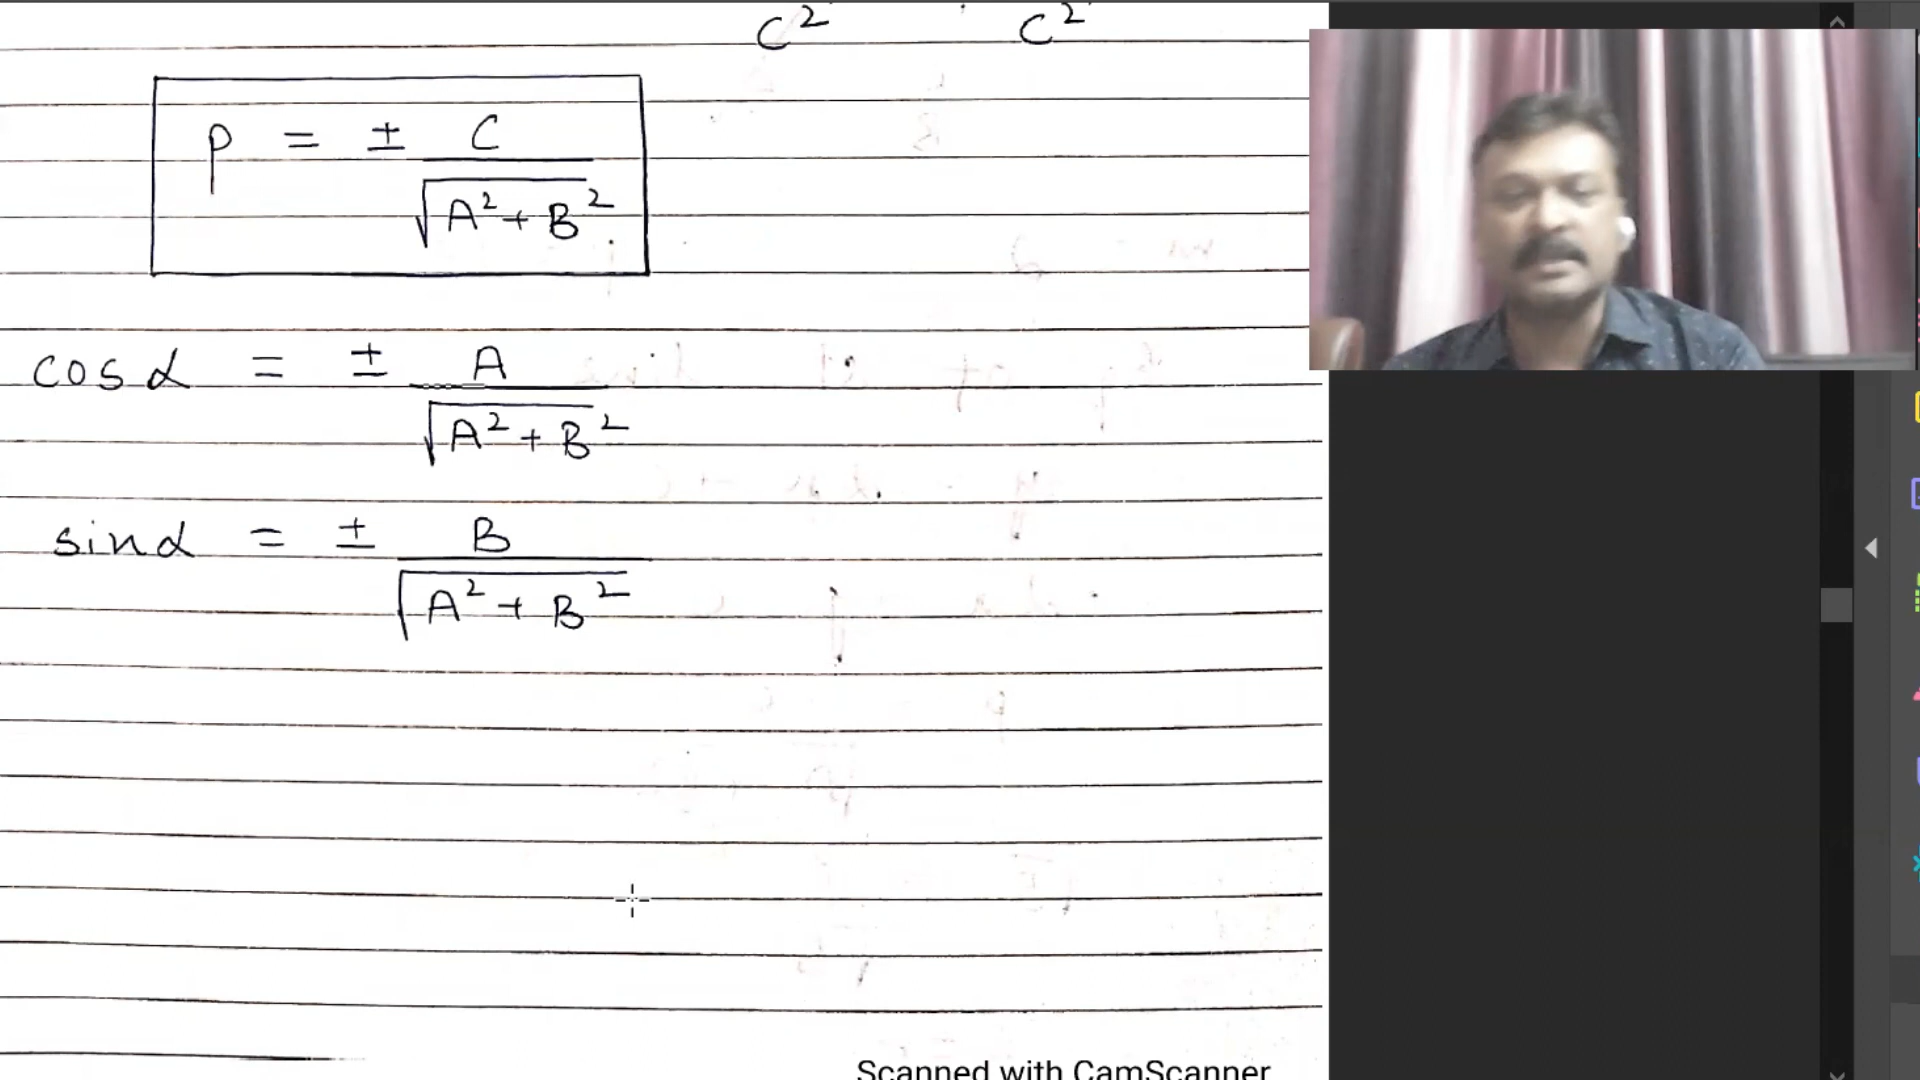 C² C²
p = ± C / √A² + B²
cos α = ± A / √A² + B²
sin α = ± B / √A² + B²
Scanned with CamScanner